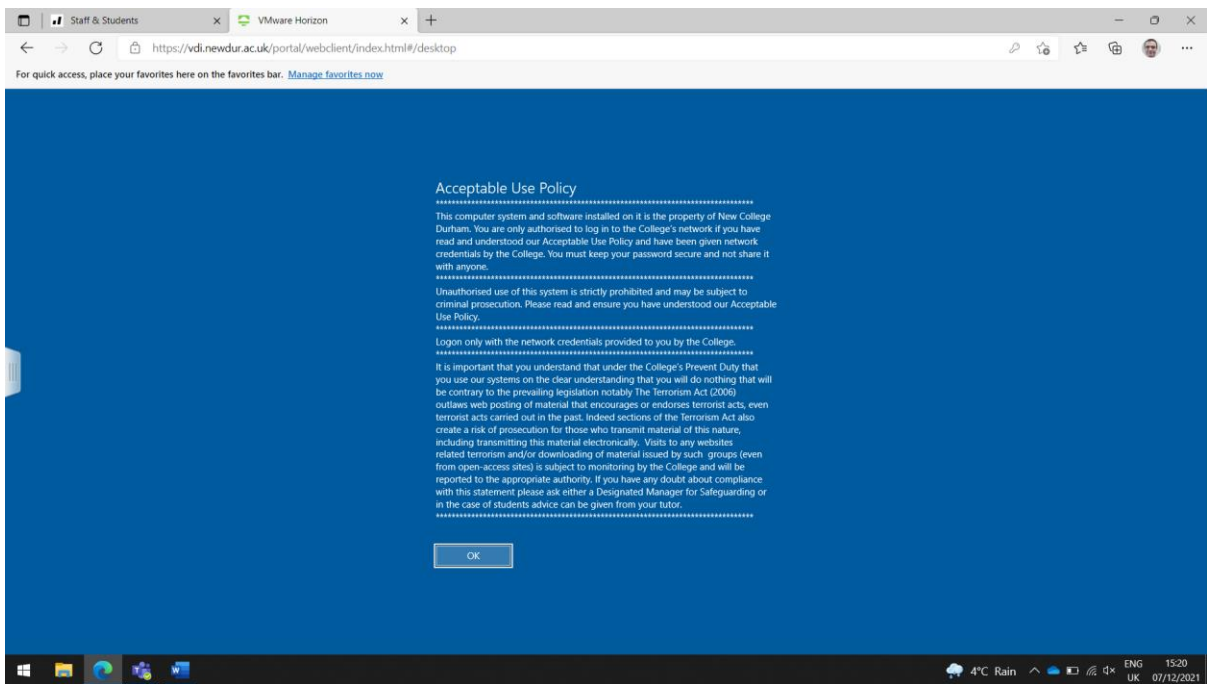 Staff & Students
VMware Horizon
https://vdi.newdur.ac.uk/portal/webclient/index.html#/desktop
For quick access, place your favorites here on the favorites bar. Manage favorites now
Acceptable Use Policy
********************************************************************************
This computer system and software installed on it is the property of New College
Durham. You are only authorised to log in to the College's network if you have
read and understood our Acceptable Use Policy and have been given network
credentials by the College. You must keep your password secure and not share it
with anyone.
********************************************************************************
Unauthorised use of this system is strictly prohibited and may be subject to
criminal prosecution. Please read and ensure you have understood our Acceptable
Use Policy.
********************************************************************************
Logon only with the network credentials provided to you by the College.
********************************************************************************
It is important that you understand that under the College's Prevent Duty that
you use our systems on the clear understanding that you will do nothing that will
be contrary to the prevailing legislation notably The Terrorism Act (2006)
outlaws web posting of material that encourages or endorses terrorist acts, even
terrorist acts carried out in the past. Indeed sections of the Terrorism Act also
create a risk of prosecution for those who transmit material of this nature,
including transmitting this material electronically. Visits to any websites
related terrorism and/or downloading of material issued by such groups (even
from open-access sites) is subject to monitoring by the College and will be
reported to the appropriate authority. If you have any doubt about compliance
with this statement please ask either a Designated Manager for Safeguarding or
in the case of students advice can be given from your tutor.
********************************************************************************
OK
4°C Rain
ENG
UK
15:20
07/12/2021